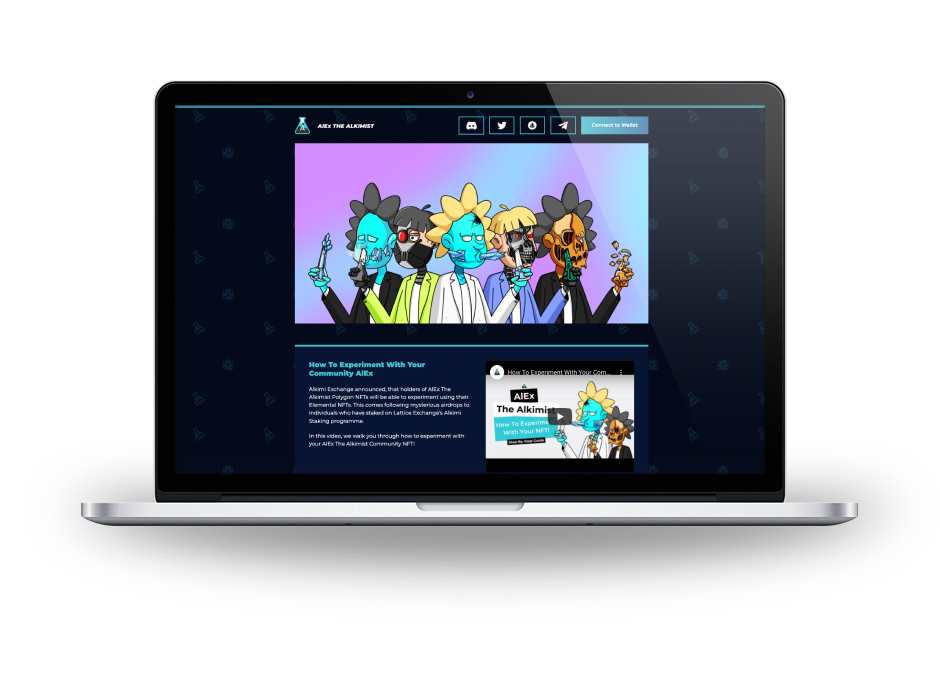 AlEx THE ALKIMIST
Connect to Wallet
How To Experiment With Your
Community AlEx
Alkimi Exchange announced, that holders of AlEx The
Alkimist Polygon NFTs will be able to experiment using their
Elemental NFTs. This comes following mysterious airdrops to
individuals who have staked on Lattice Exchange's Alkimi
Staking programme.
In this video, we walk you through how to experiment with
your AlEx The Alkimist Community NFT!
How To Experiment With Your Com...
AlEx
The Alkimist
How To Experime
With Your NFT!
Step-By-Step Guide